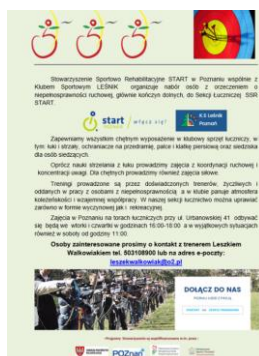 Stowarzyszenie Sportowo Rehabilitacyjne START w Poznaniu wspólnie z
Klubem Sportowym LEŚNIK organizuje nabór osób z orzeczeniem o
niepełnosprawności ruchowej, głównie kończyn dolnych, do Sekcji Łuczniczej SSR
START.
start
włącz się!
K.S Leśnik
Poznań
Zapewniamy wszystkim chętnym wyposażenie w klubowy sprzęt łuczniczy, w
tym: łuki i strzały, ochraniacze na przedramię, palce i klatkę piersiową oraz siedziska
dla osób siedzących.
Oprócz nauki strzelania z łuku prowadzimy zajęcia z koordynacji ruchowej i
koncentracji uwagi. Dla chętnych prowadzimy również zajęcia siłowe.
Treningi prowadzone są przez doświadczonych trenerów, życzliwych i
oddanych w pracy z osobami z niepełnosprawnością a w klubie panuje atmosfera
koleżeńskości i wzajemnej współpracy. W naszej sekcji łucznictwo można uprawiać
zarówno w formie wyczynowej jak i rekreacyjnej.
Zajęcia w Poznaniu na torach łuczniczych przy ul. Urbanowskiej 41 odbywać
się będą we wtorki i czwartki w godzinach 16:00-18:00 a w wyjątkowych sytuacjach
również w soboty od godziny 11:00.
Osoby zainteresowane prosimy o kontakt z trenerem Leszkiem
Walkowiakiem tel. 503108900 lub na adres e-poczty:
leszekwalkowiak@o2.pl
DOŁĄCZ DO NAS
POZnań